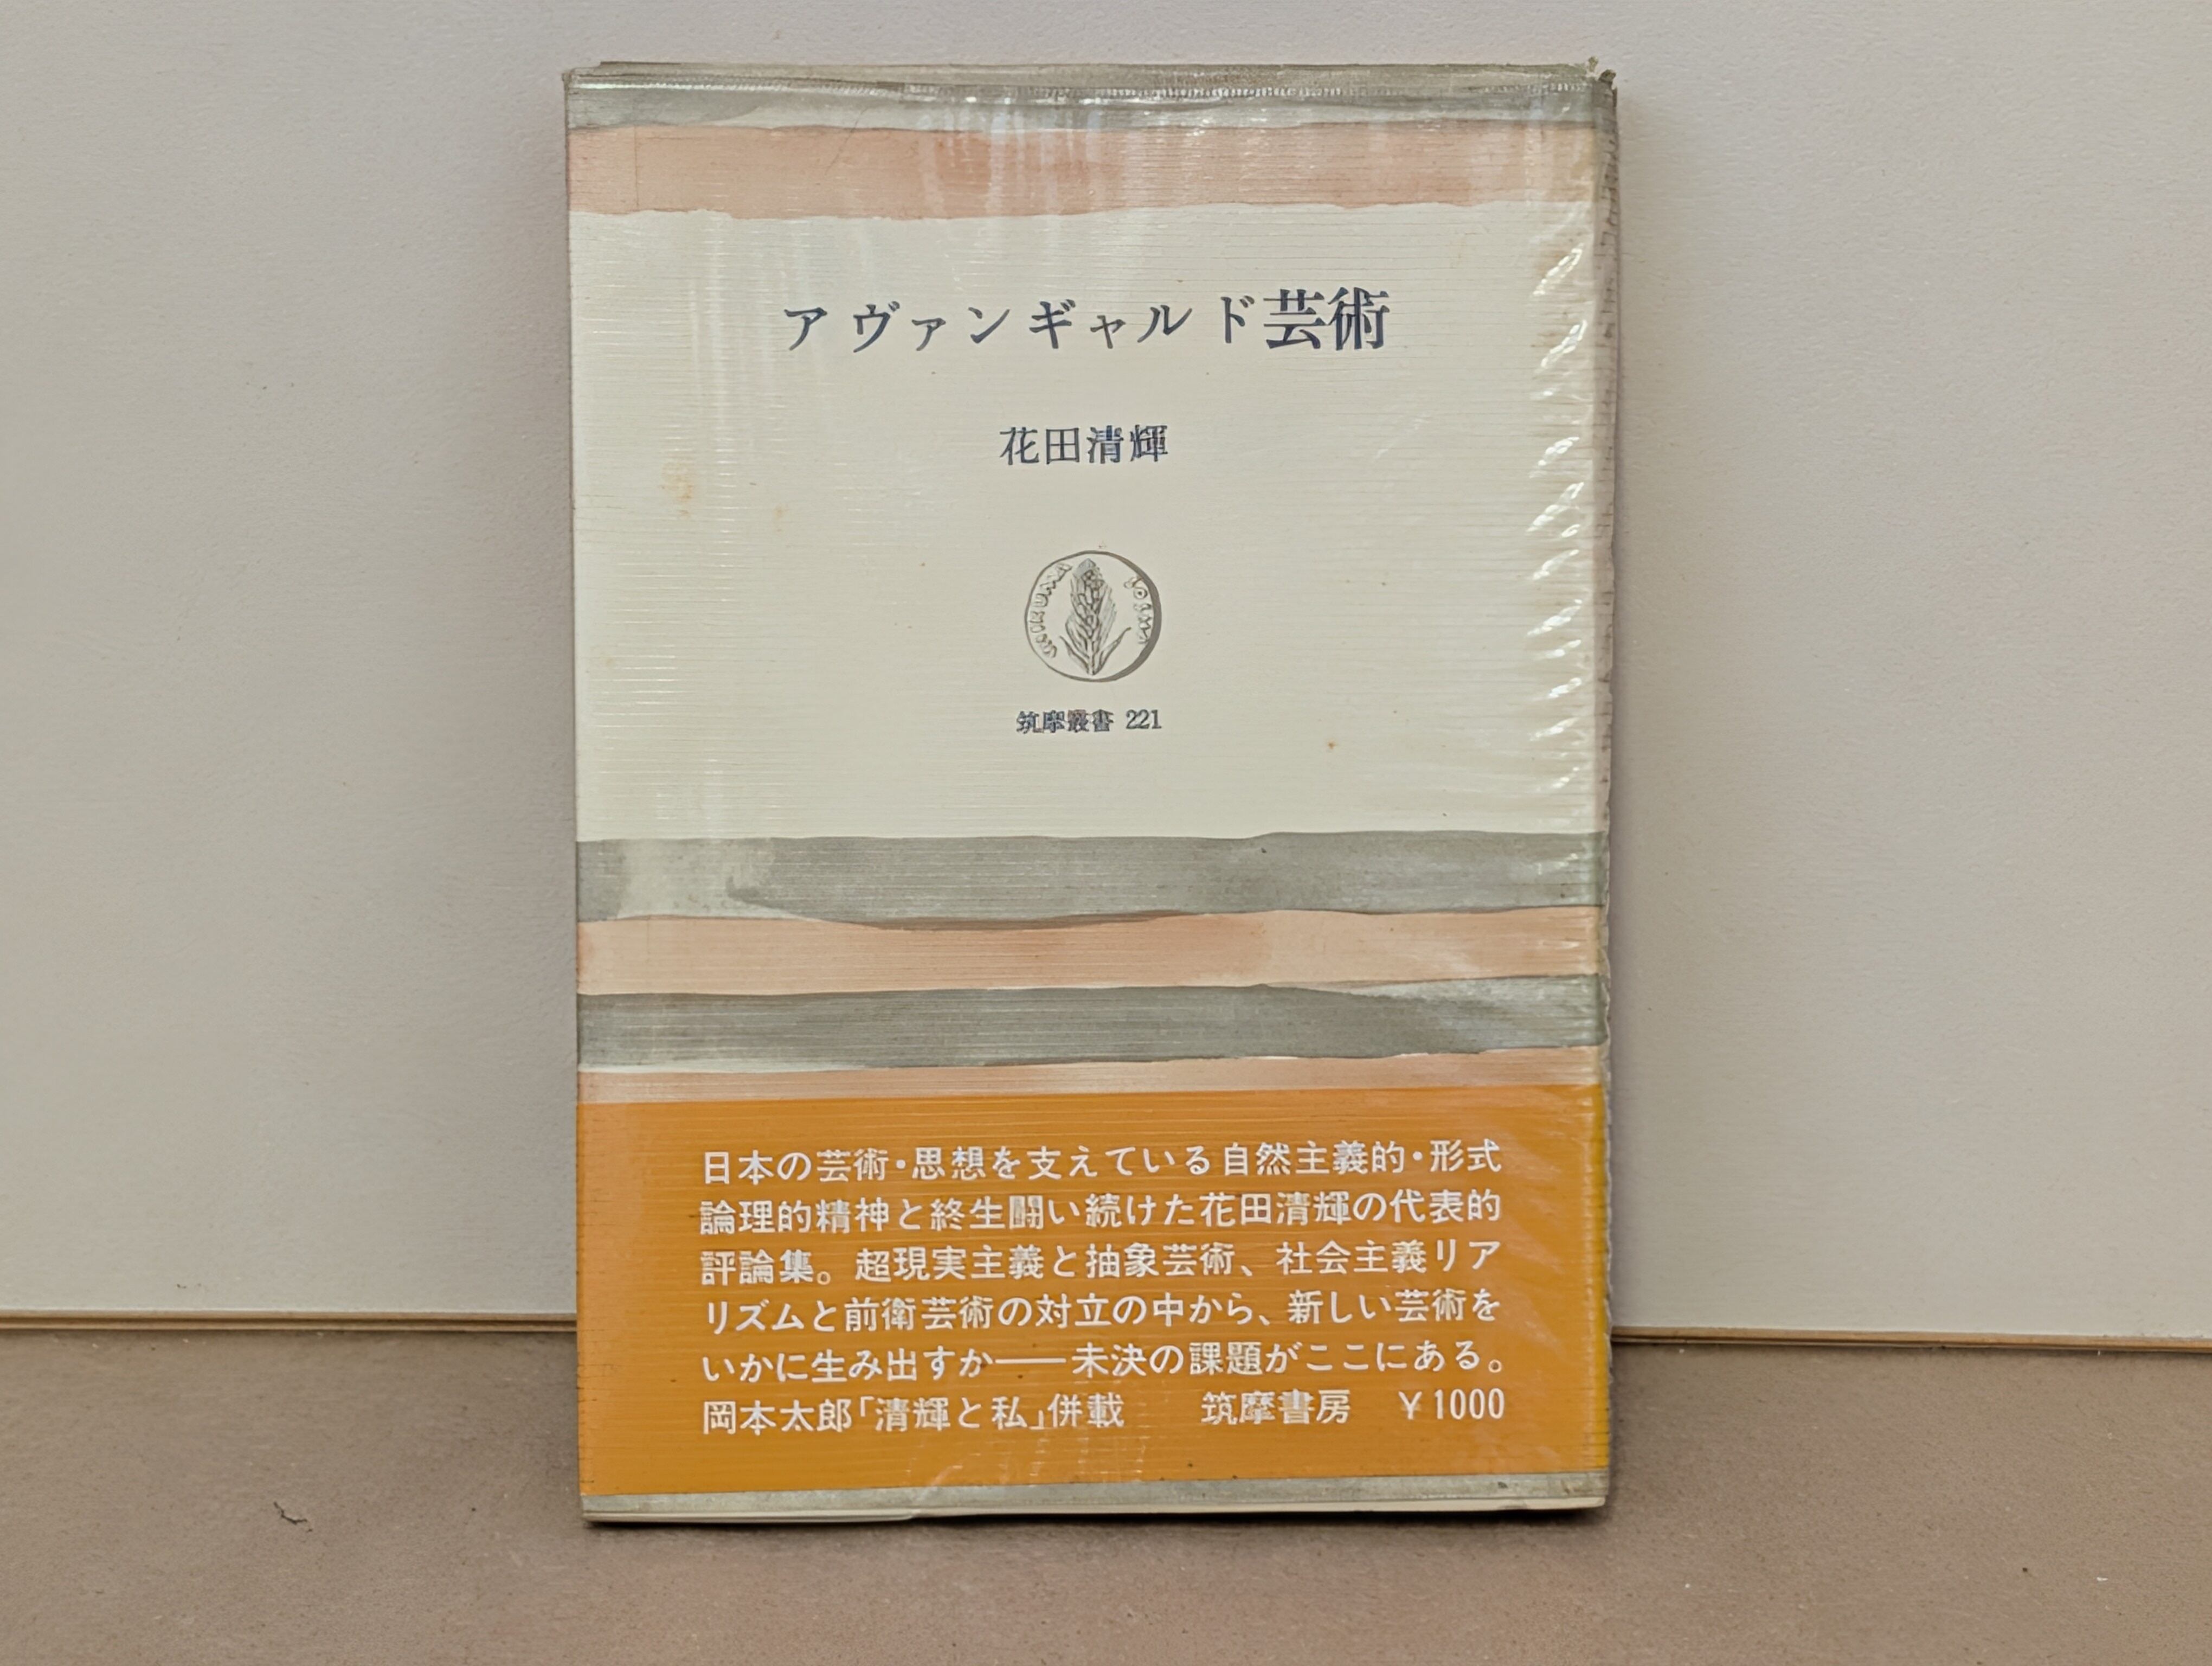 アヴァンギャルド芸術
花田清輝
筑摩叢書 221
日本の芸術・思想を支えている自然主義的・形式
論理的精神と終生闘い続けた花田清輝の代表的
評論集。超現実主義と抽象芸術、社会主義リア
リズムと前衛芸術の対立の中から、新しい芸術を
いかに生み出すか——未決の課題がここにある。
岡本太郎「清輝と私」併載 筑摩書房 ¥1000